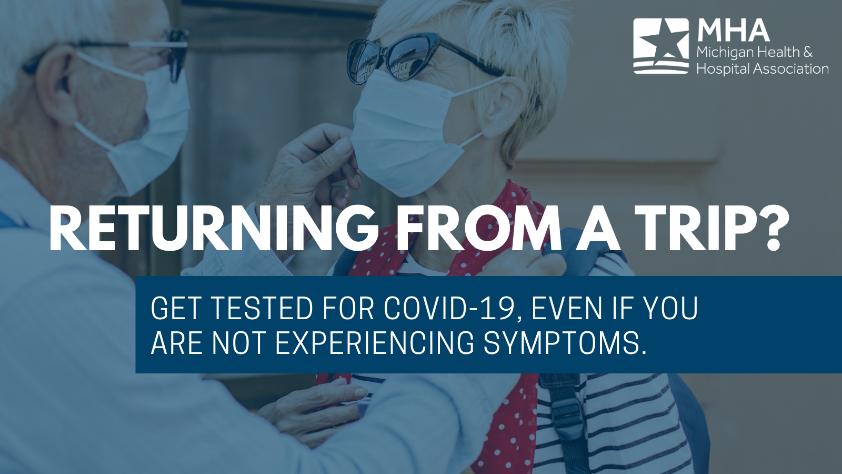 MHA
Michigan Health &
Hospital Association
RETURNING FROM A TRIP?
GET TESTED FOR COVID-19, EVEN IF YOU
ARE NOT EXPERIENCING SYMPTOMS.